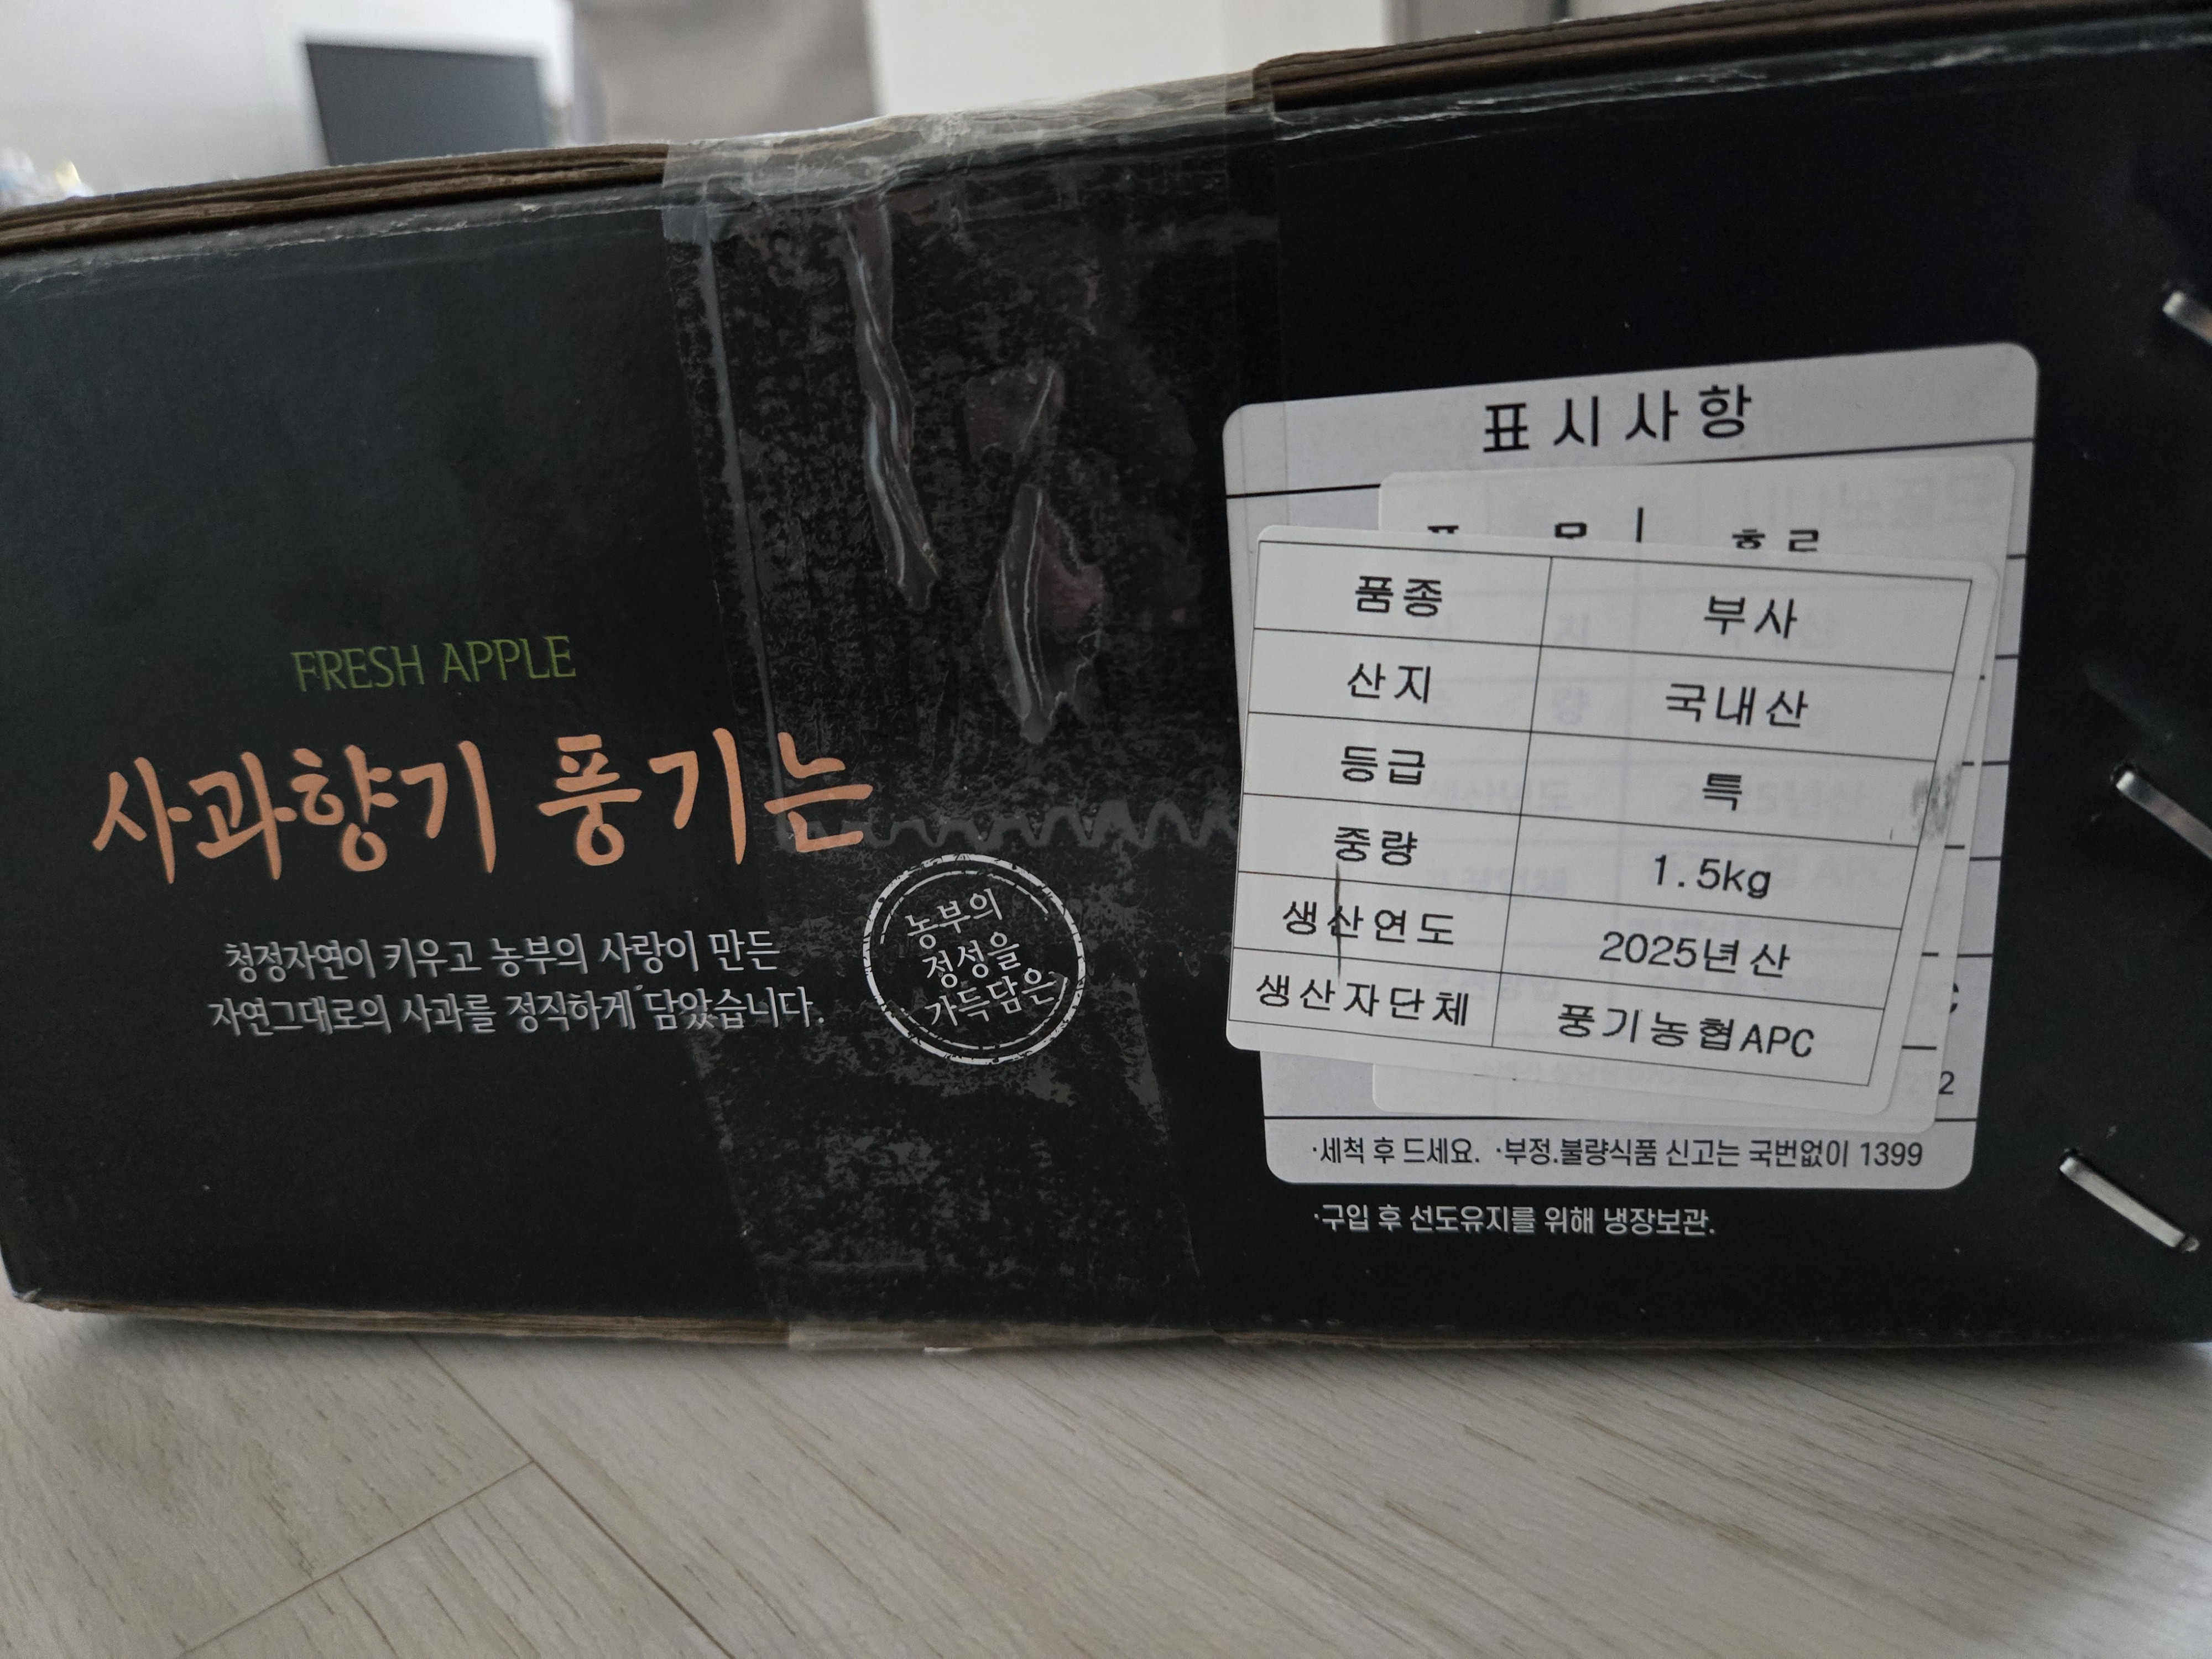 FRESH APPLE
사과향기 풍기는
청정자연이 키우고 농부의 사랑이 만든
자연그대로의 사과를 정직하게 담았습니다.
농부의
정성을
가득담은
표시사항
품종 부사
산지 국내산
등급 특
중량 1.5kg
생산연도 2025년산
생산자단체 풍기농협APC
·세척 후 드세요. ·부정.불량식품 신고는 국번없이 1399
·구입 후 선도유지를 위해 냉장보관.